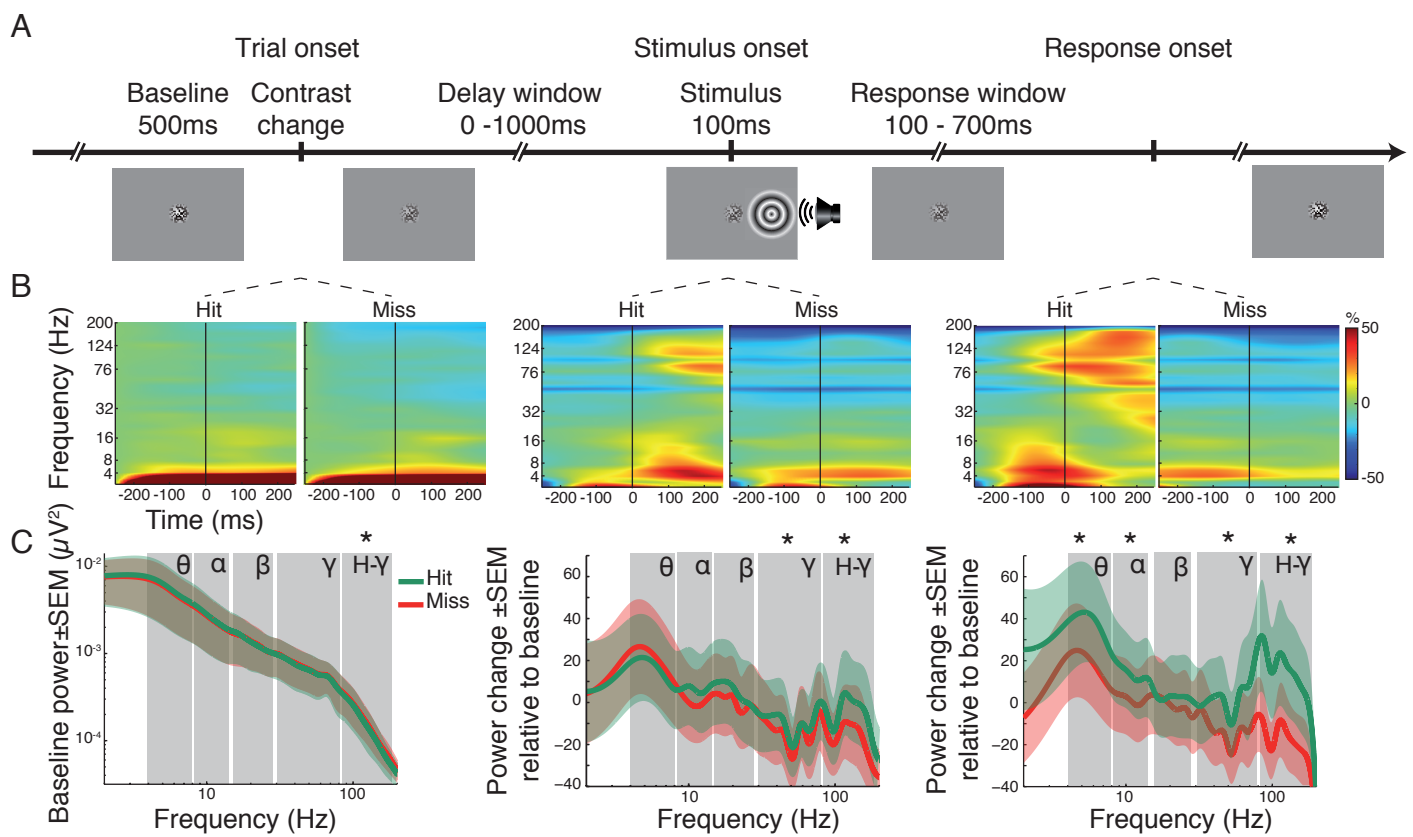 A
Trial onset
Stimulus onset
Response onset
Baseline
500ms
Contrast
change
Delay window
0 -1000ms
Stimulus
100ms
Response window
100 - 700ms
B
Hit
Miss
Hit
Miss
Hit
Miss
Frequency (Hz)
200
124
76
32
16
8
4
-200 -100 0 100 200
-200 -100 0 100 200
Time (ms)
200
124
76
32
16
8
4
-200 -100 0 100 200
-200 -100 0 100 200
200
124
76
32
16
8
4
-200 -100 0 100 200
-200 -100 0 100 200
%
50
0
-50
C
Baseline power±SEM (µV²)
10⁻²
10⁻³
10⁻⁴
*
θ α β γ H-γ
Hit
Miss
10 100
Frequency (Hz)
Power change ±SEM
relative to baseline
60
40
20
0
−20
−40
* *
θ α β γ H-γ
10 100
Frequency (Hz)
Power change ±SEM
relative to baseline
60
40
20
0
−20
−40
* * * *
θ α β γ H-γ
10 100
Frequency (Hz)